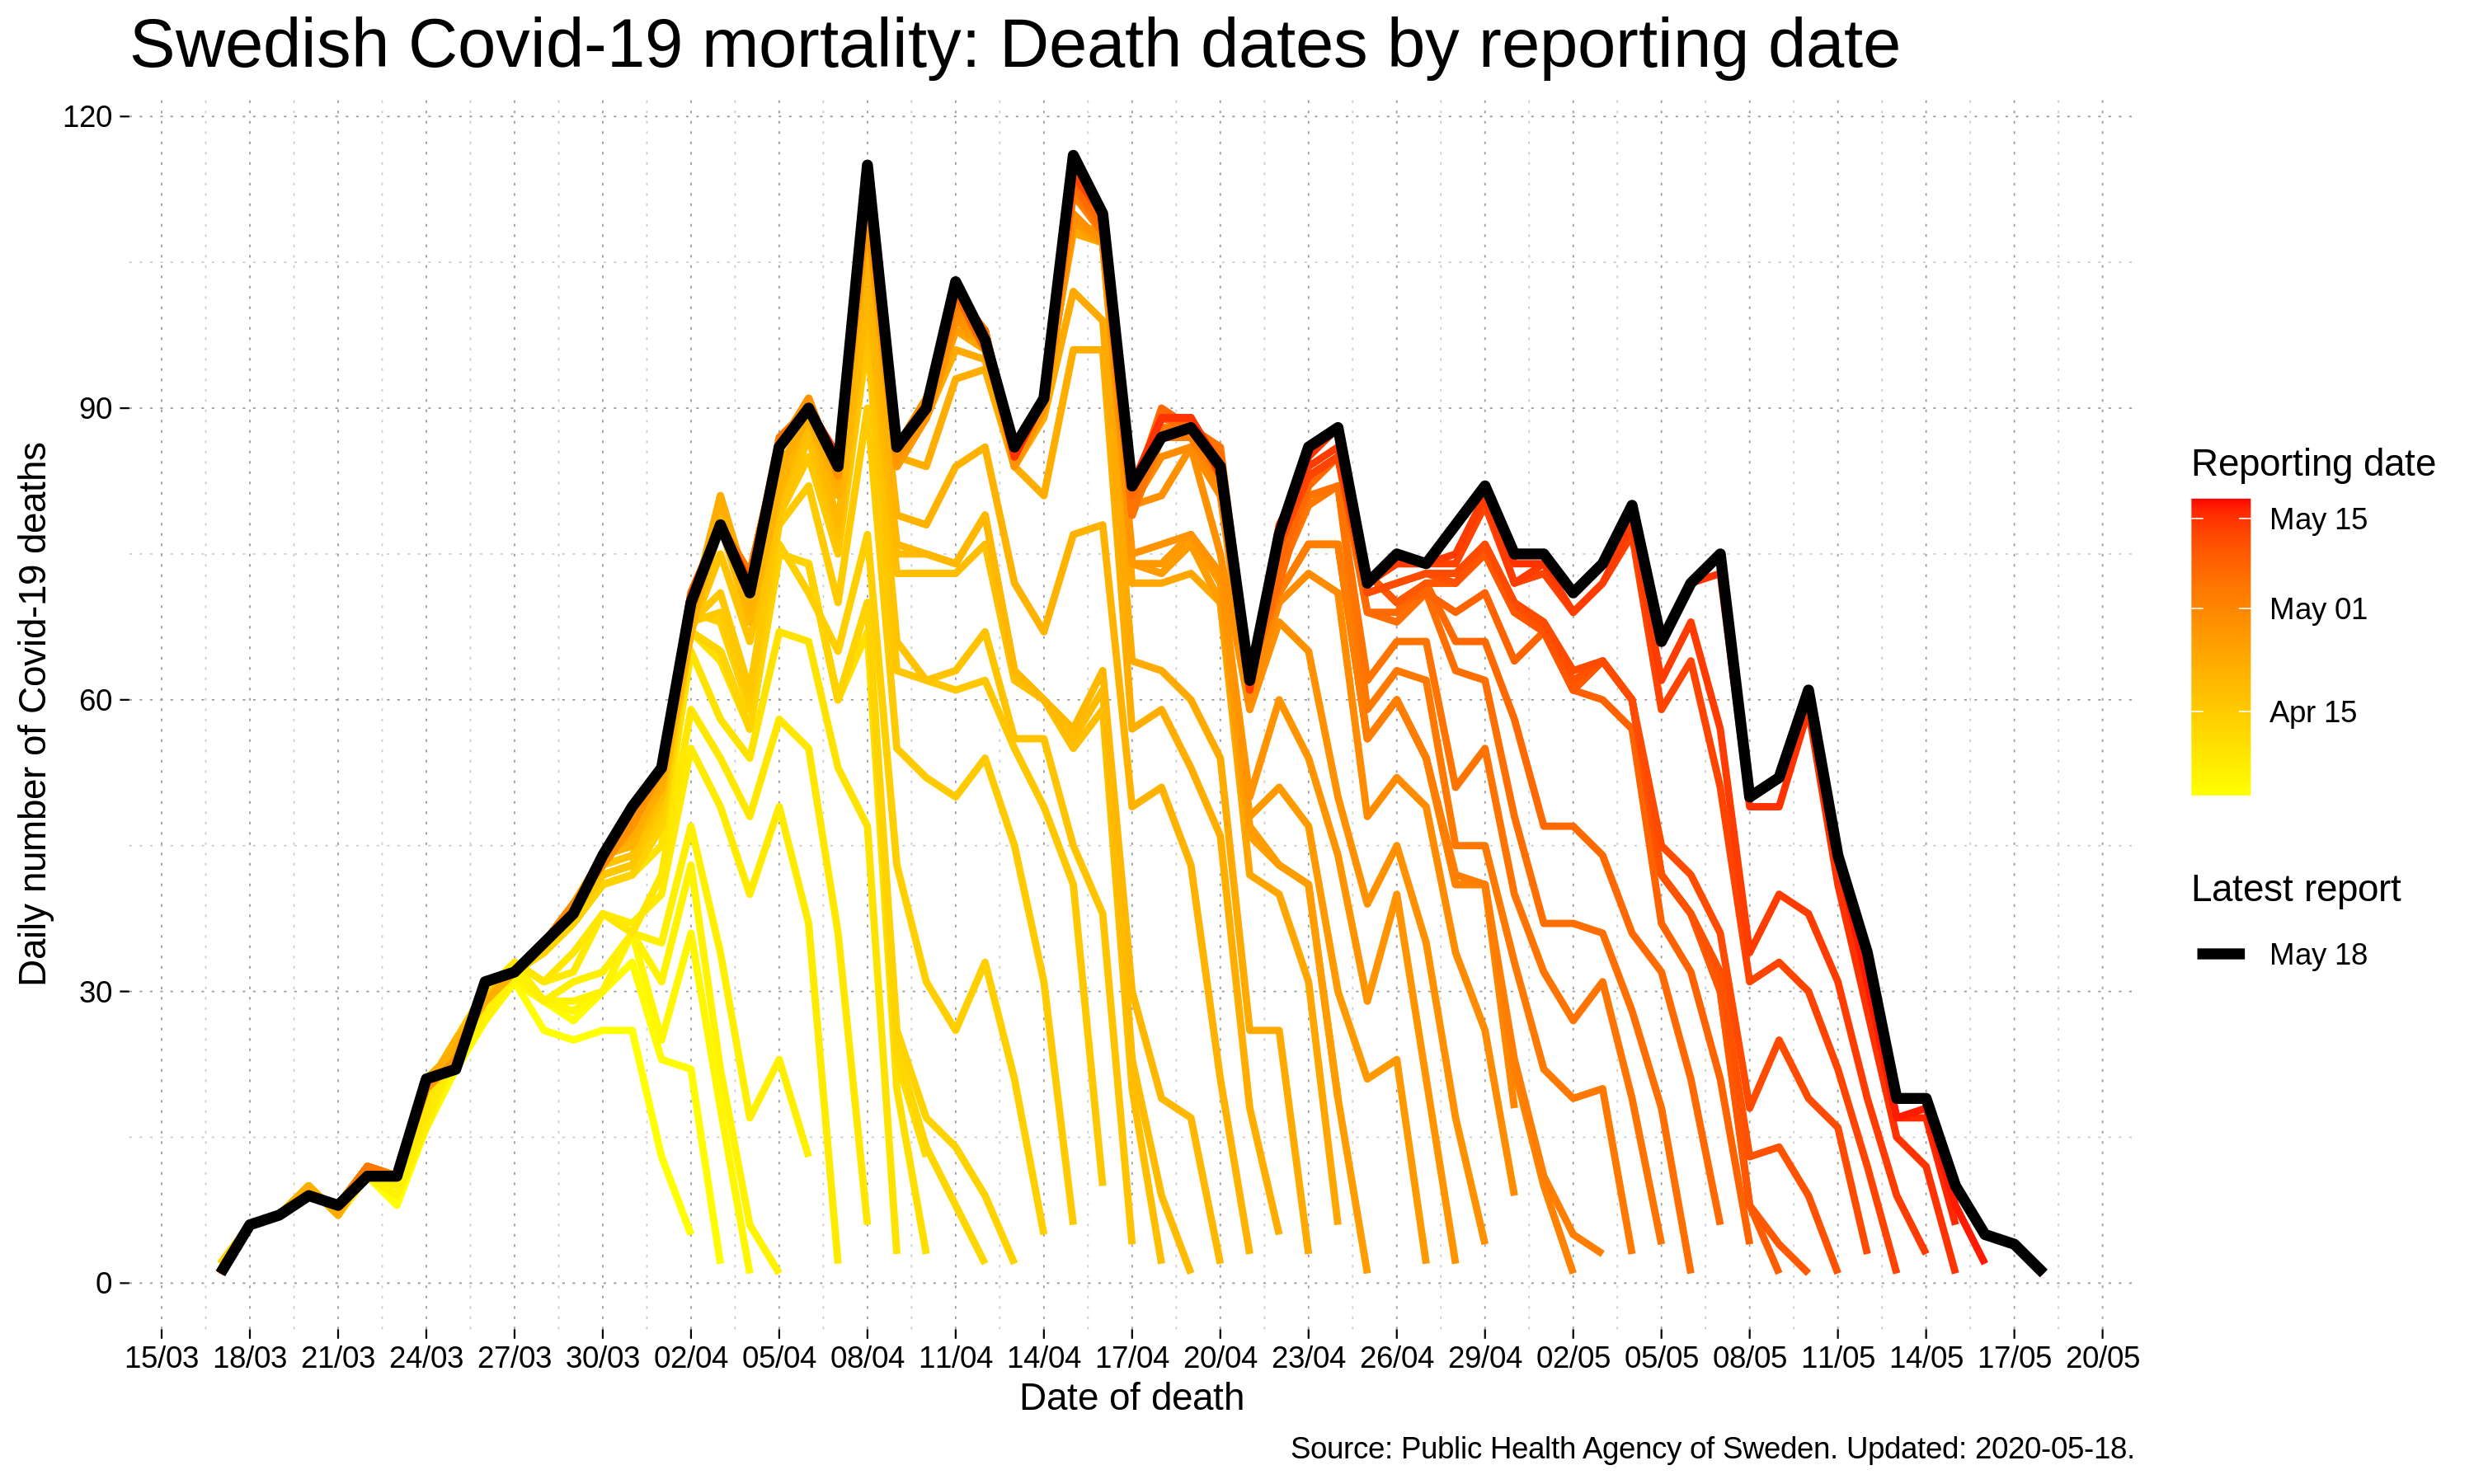 Swedish Covid-19 mortality: Death dates by reporting date
Daily number of Covid-19 deaths
120
90
60
30
0
15/03 18/03 21/03 24/03 27/03 30/03 02/04 05/04 08/04 11/04 14/04 17/04 20/04 23/04 26/04 29/04 02/05 05/05 08/05 11/05 14/05 17/05 20/05
Date of death
Reporting date
May 15
May 01
Apr 15
Latest report
May 18
Source: Public Health Agency of Sweden. Updated: 2020-05-18.